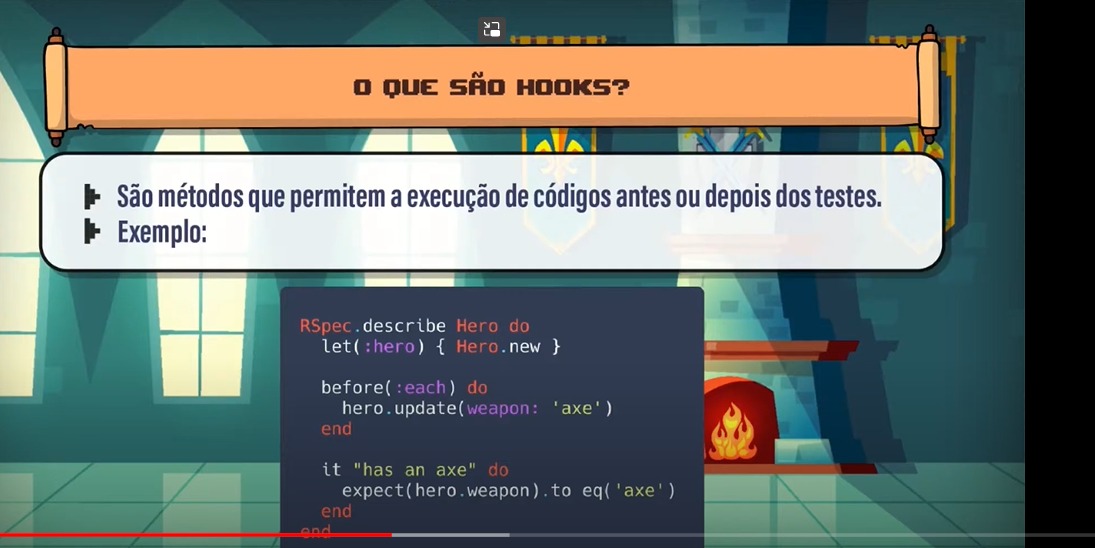 O QUE SÃO HOOKS?
São métodos que permitem a execução de códigos antes ou depois dos testes.
Exemplo:
RSpec.describe Hero do
  let(:hero) { Hero.new }

  before(:each) do
    hero.update(weapon: 'axe')
  end

  it "has an axe" do
    expect(hero.weapon).to eq('axe')
  end
end